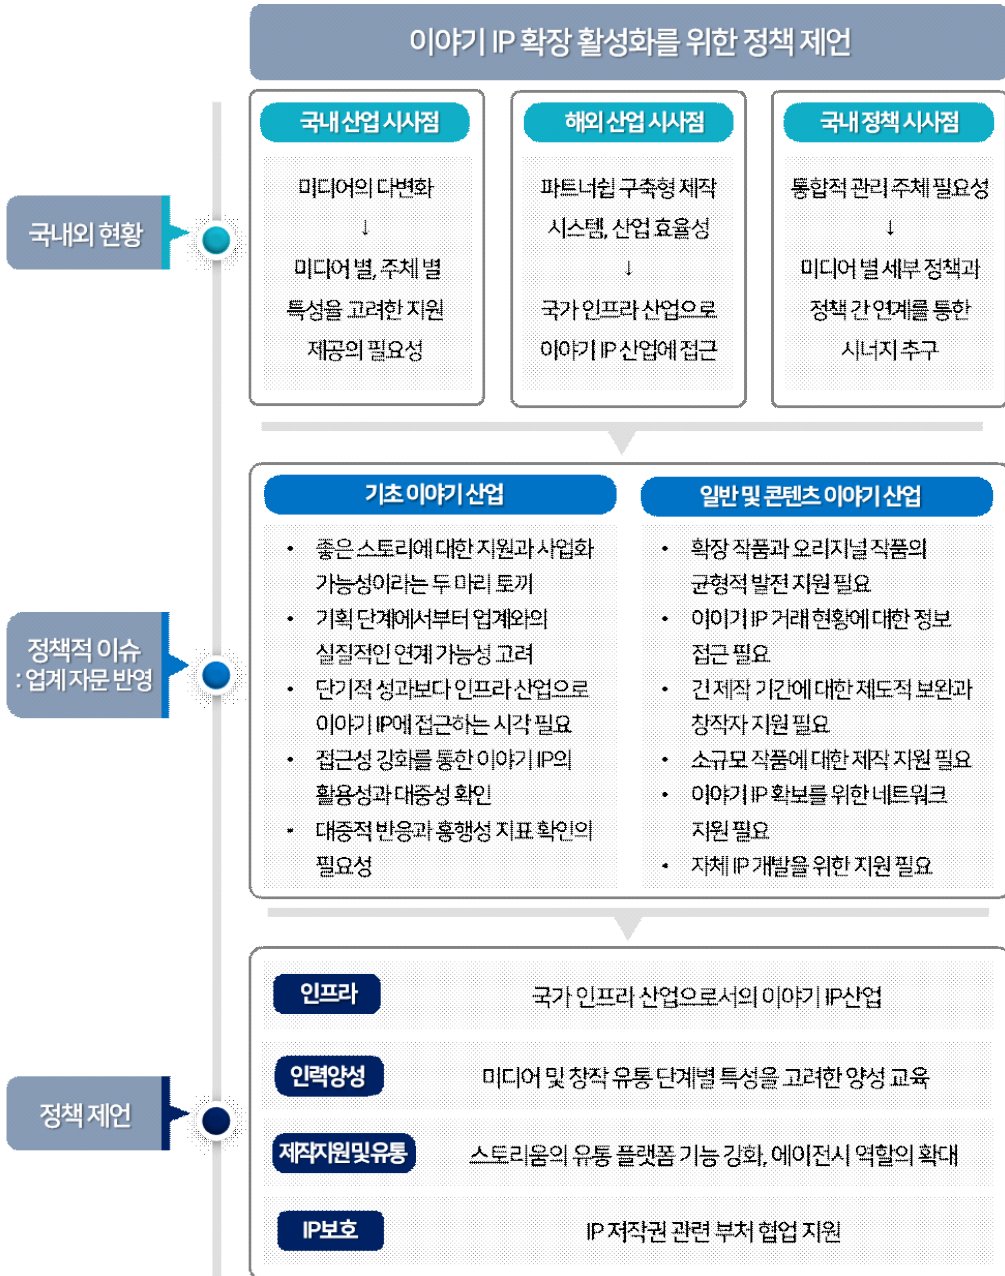 이야기 IP 확장 활성화를 위한 정책 제언
국내외 현황
국내 산업 시사점
미디어의 다변화
↓
미디어 별, 주체 별
특성을 고려한 지원
제공의 필요성
해외 산업 시사점
파트너쉽 구축형 제작
시스템, 산업 효율성
↓
국가 인프라 산업으로
이야기 IP 산업에 접근
국내 정책 시사점
통합적 관리 주체 필요성
↓
미디어 별 세부 정책과
정책 간 연계를 통한
시너지 추구
정책적 이슈
: 업계 자문 반영
기초 이야기 산업
• 좋은 스토리에 대한 지원과 사업화
가능성이라는 두 마리 토끼
• 기획 단계에서부터 업계와의
실질적인 연계 가능성 고려
• 단기적 성과보다 인프라 산업으로
이야기 IP에 접근하는 시각 필요
• 접근성 강화를 통한 이야기 IP의
활용성과 대중성 확인
• 대중적 반응과 흥행성 지표 확인의
필요성
일반 및 콘텐츠 이야기 산업
• 확장 작품과 오리지널 작품의
균형적 발전 지원 필요
• 이이기 IP 거래 현황에 대한 정보
접근 필요
• 긴 제작 기간에 대한 제도적 보완과
창작자 지원 필요
• 소규모 작품에 대한 제작 지원 필요
• 이야기 IP 확보를 위한 네트워크
지원 필요
• 자체 IP 개발을 위한 지원 필요
정책 제언
인프라
국가 인프라 산업으로서의 이야기 IP산업
인력양성
미디어 및 창작 유통 단계별 특성을 고려한 양성 교육
제작지원 및 유통
스토리움의 유통 플랫폼 기능 강화, 에이전시 역할의 확대
IP보호
IP 저작권 관련 부처 협업 지원